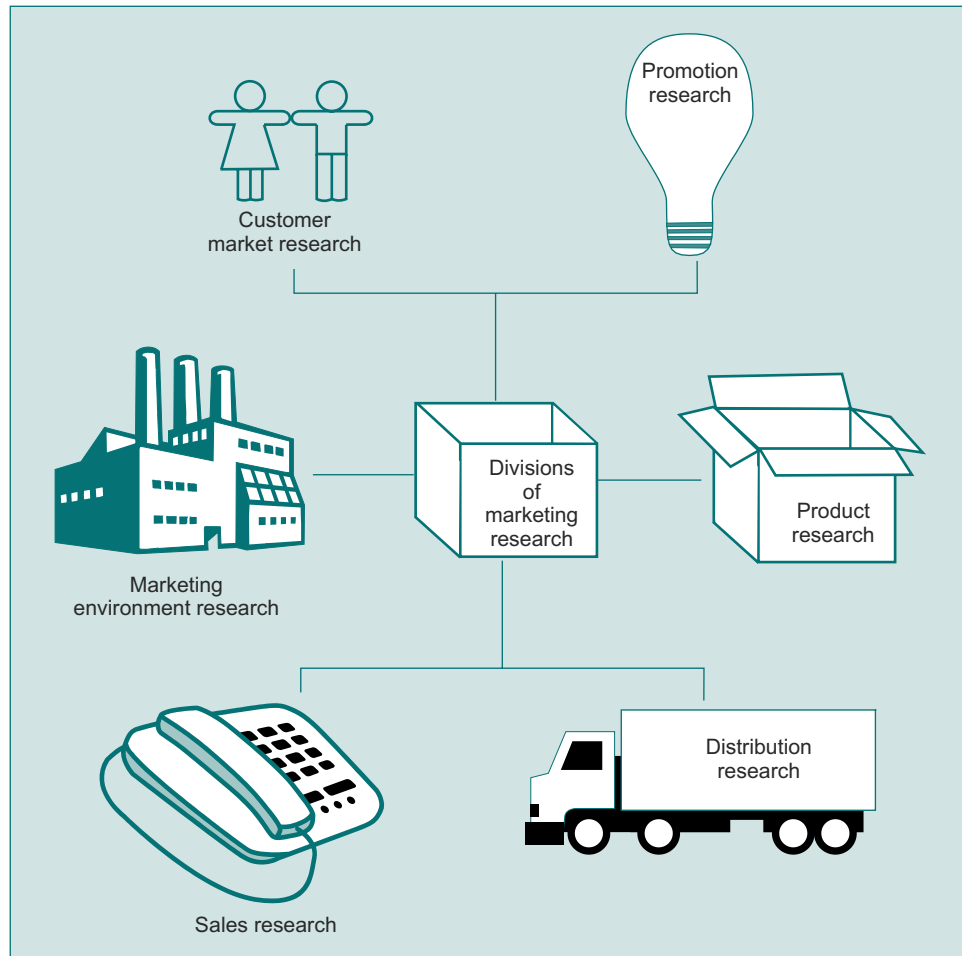 Promotion
research
Customer
market research
Divisions
of
marketing
research
Product
research
Marketing
environment research
Distribution
research
Sales research